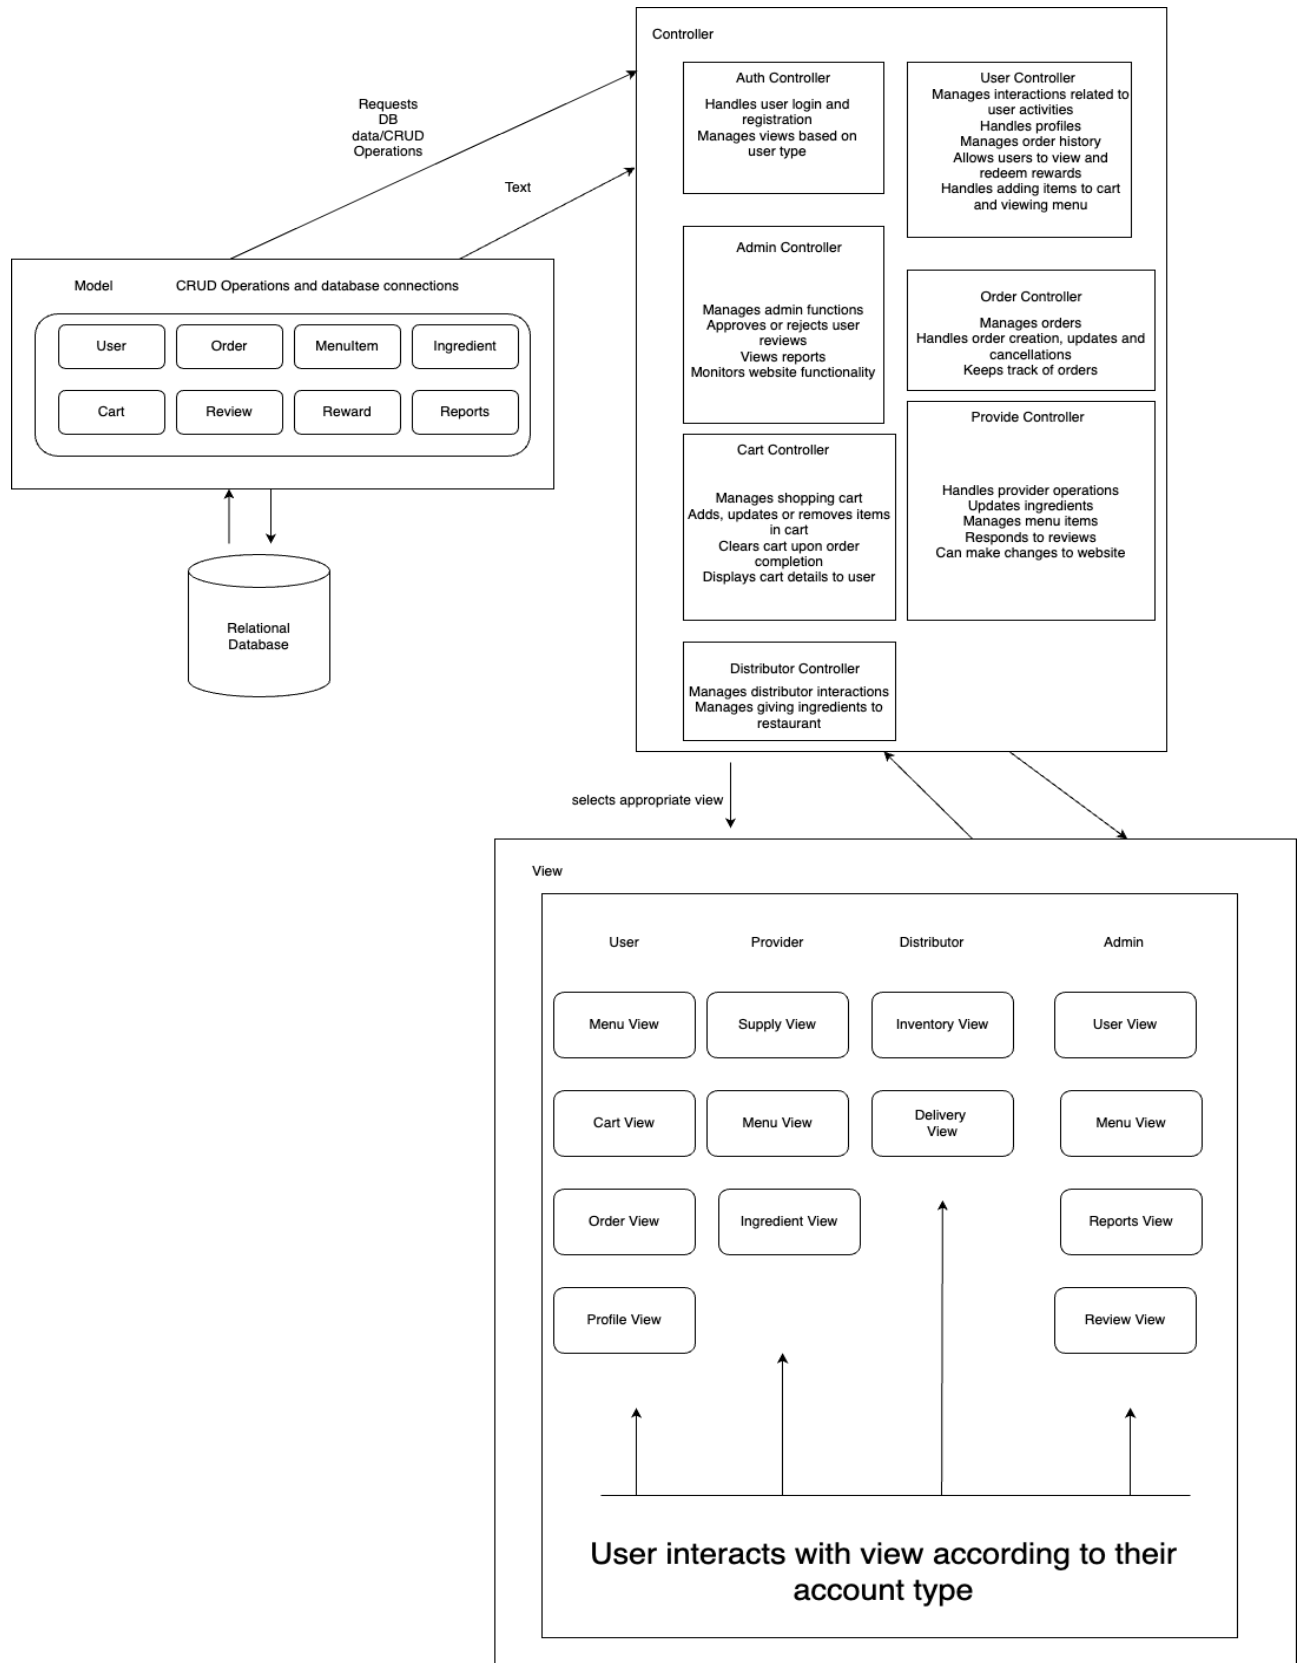 Controller
Auth Controller
Handles user login and
registration
Manages views based on
user type
User Controller
Manages interactions related to
user activities
Handles profiles
Manages order history
Allows users to view and
redeem rewards
Handles adding items to cart
and viewing menu
Requests
DB
data/CRUD
Operations
Text
Admin Controller
Manages admin functions
Approves or rejects user
reviews
Views reports
Monitors website functionality
Order Controller
Manages orders
Handles order creation, updates and
cancellations
Keeps track of orders
Model
CRUD Operations and database connections
User
Order
MenuItem
Ingredient
Cart
Review
Reward
Reports
Cart Controller
Manages shopping cart
Adds, updates or removes items
in cart
Clears cart upon order
completion
Displays cart details to user
Provide Controller
Handles provider operations
Updates ingredients
Manages menu items
Responds to reviews
Can make changes to website
Relational
Database
Distributor Controller
Manages distributor interactions
Manages giving ingredients to
restaurant
selects appropriate view
View
User
Provider
Distributor
Admin
Menu View
Supply View
Inventory View
User View
Cart View
Menu View
Delivery
View
Menu View
Order View
Ingredient View
Reports View
Profile View
Review View
User interacts with view according to their
account type